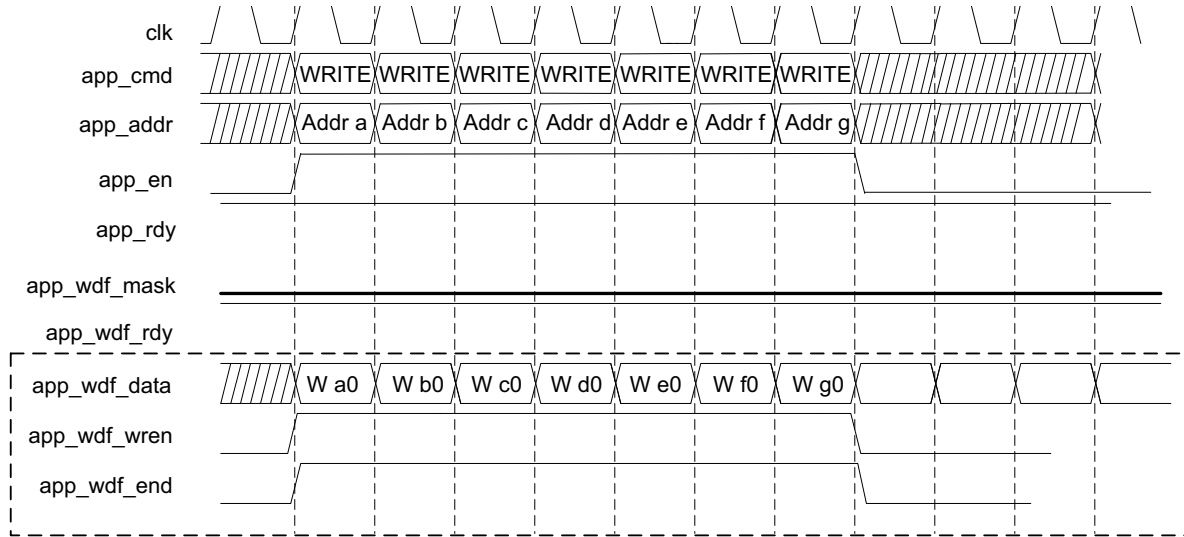 clk
app_cmd WRITE WRITE WRITE WRITE WRITE WRITE WRITE
app_addr Addr a Addr b Addr c Addr d Addr e Addr f Addr g
app_en
app_rdy
app_wdf_mask
app_wdf_rdy
app_wdf_data W a0 W b0 W c0 W d0 W e0 W f0 W g0
app_wdf_wren
app_wdf_end